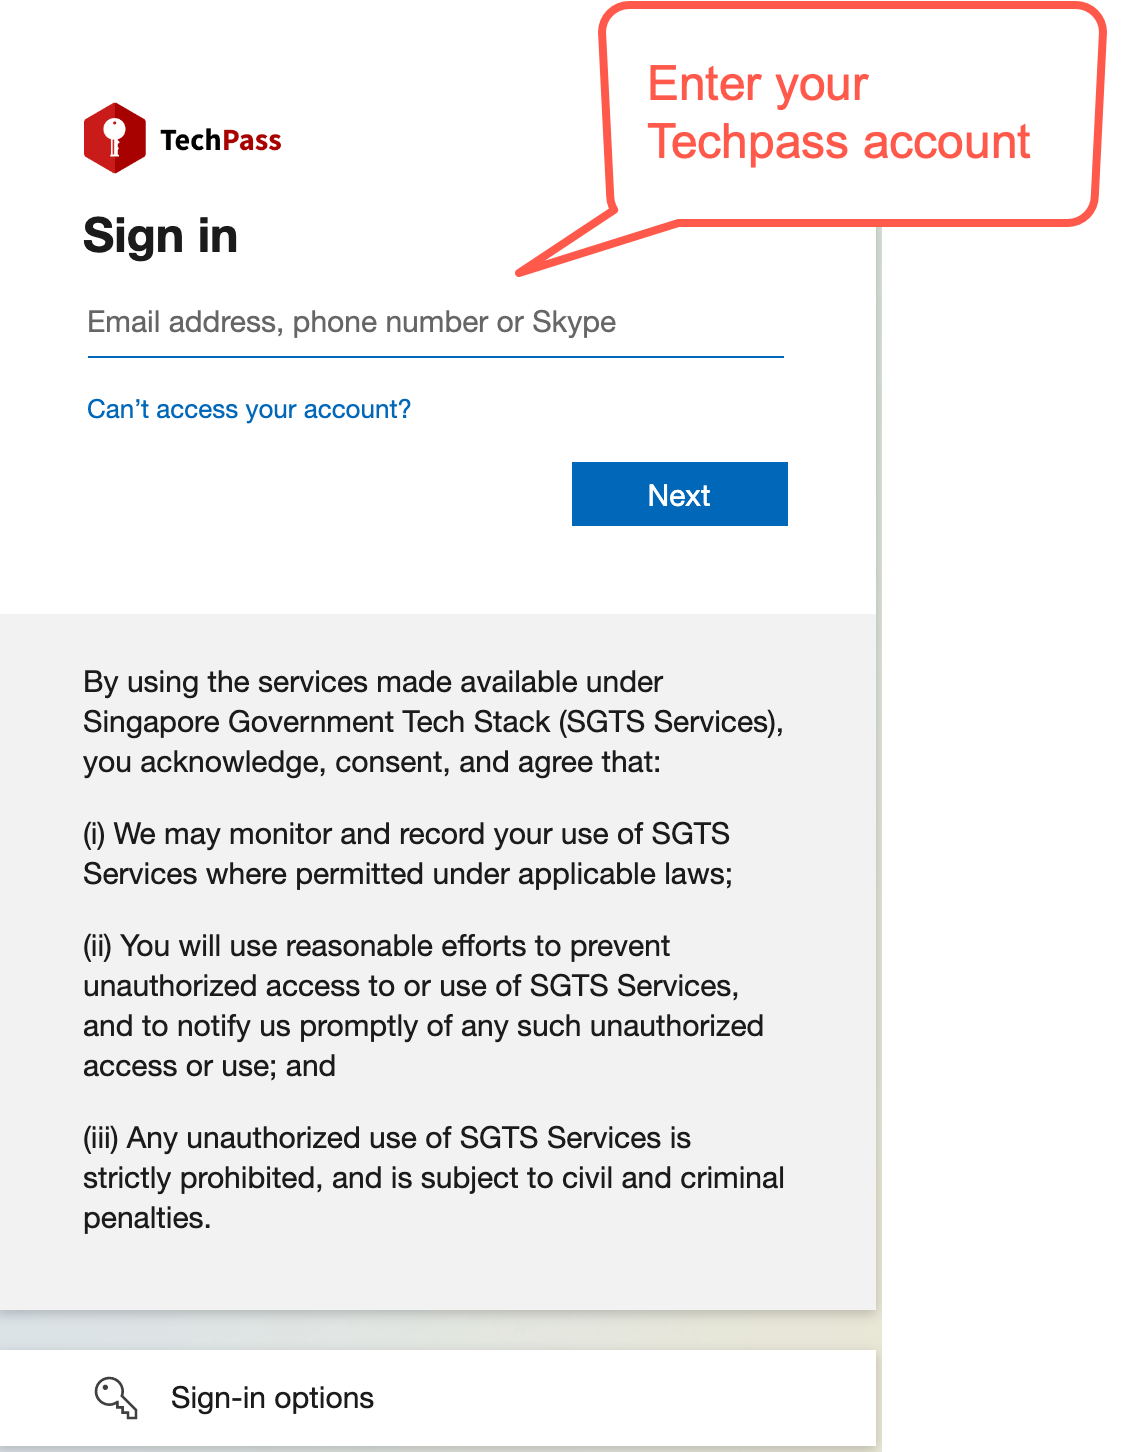 Enter your
Techpass account
TechPass
Sign in
Email address, phone number or Skype
Can’t access your account?
Next
By using the services made available under
Singapore Government Tech Stack (SGTS Services),
you acknowledge, consent, and agree that:
(i) We may monitor and record your use of SGTS
Services where permitted under applicable laws;
(ii) You will use reasonable efforts to prevent
unauthorized access to or use of SGTS Services,
and to notify us promptly of any such unauthorized
access or use; and
(iii) Any unauthorized use of SGTS Services is
strictly prohibited, and is subject to civil and criminal
penalties.
Sign-in options